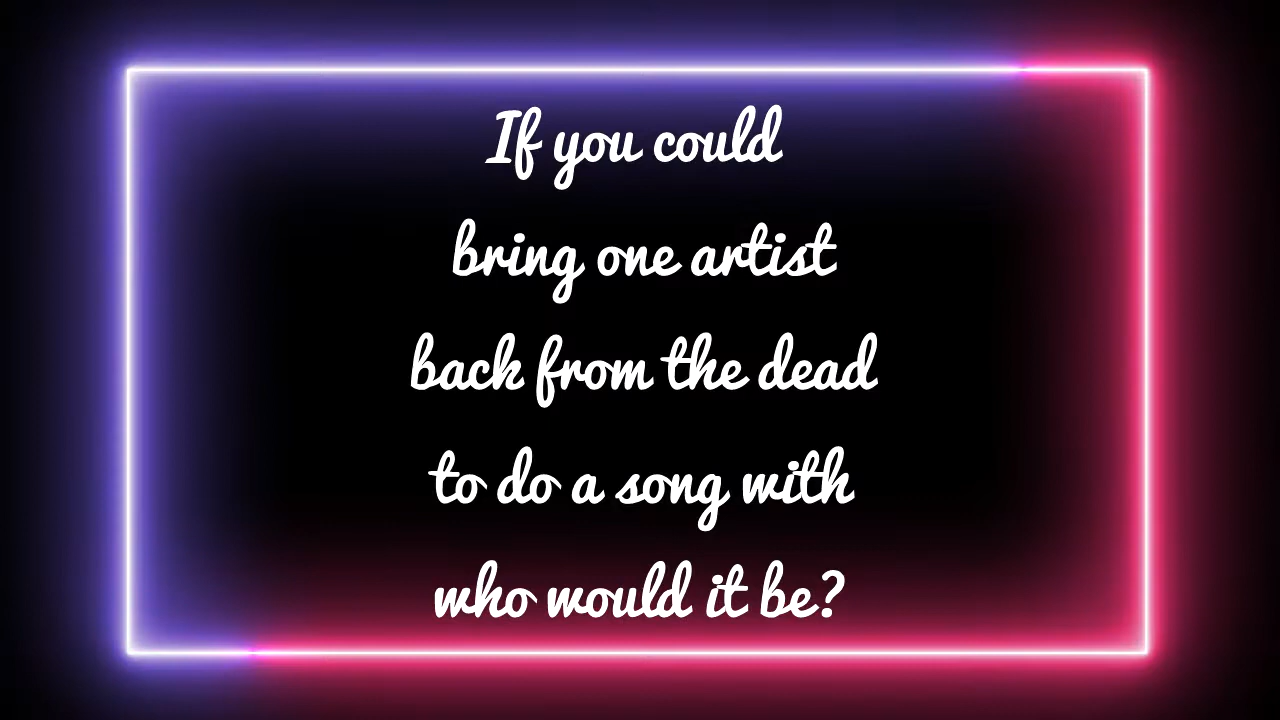 If you could
bring one artist
back from the dead
to do a song with
who would it be?